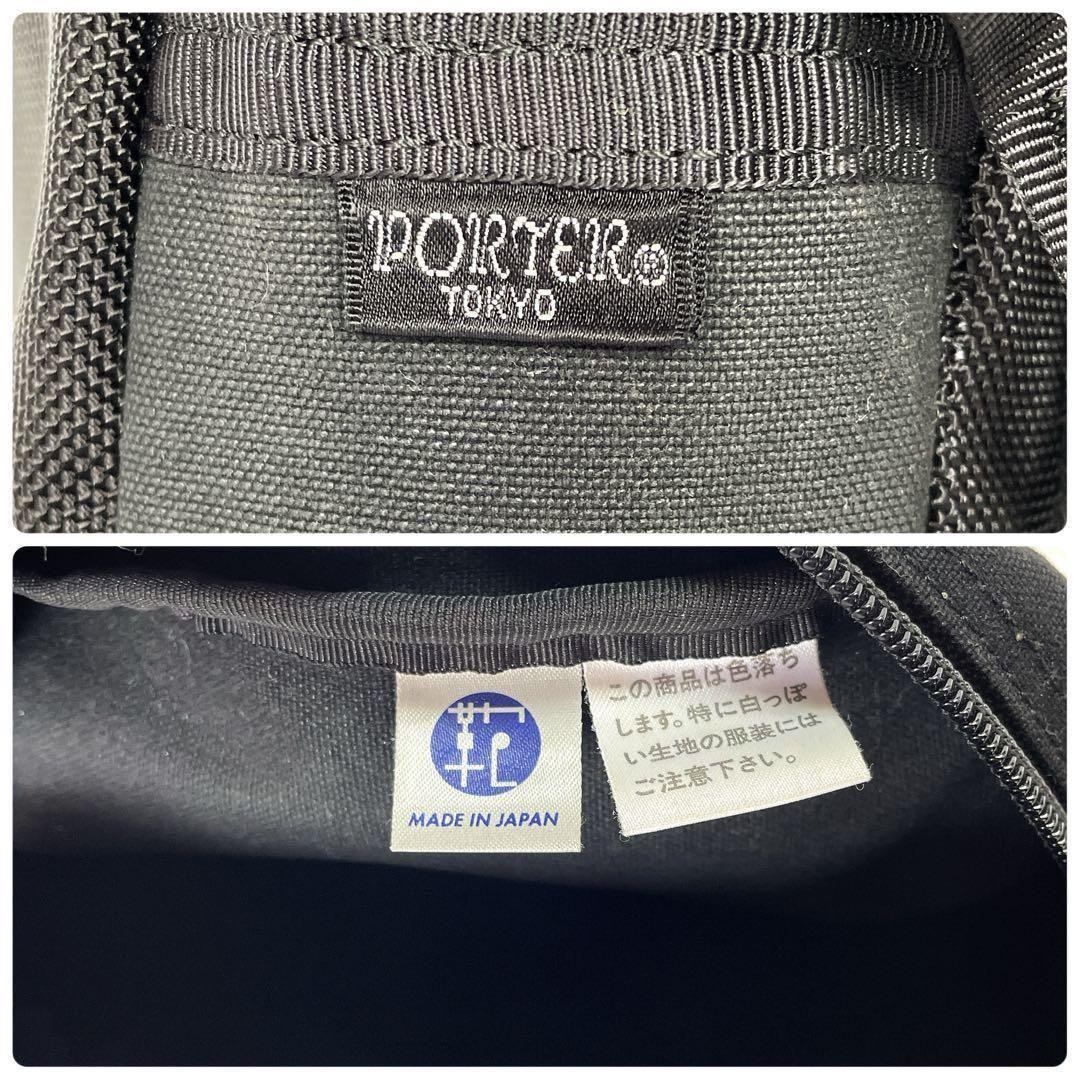 PORTER®
TOKYO
MADE IN JAPAN
この商品は色落ち
します。特に白っぽ
い生地の服装には
ご注意下さい。